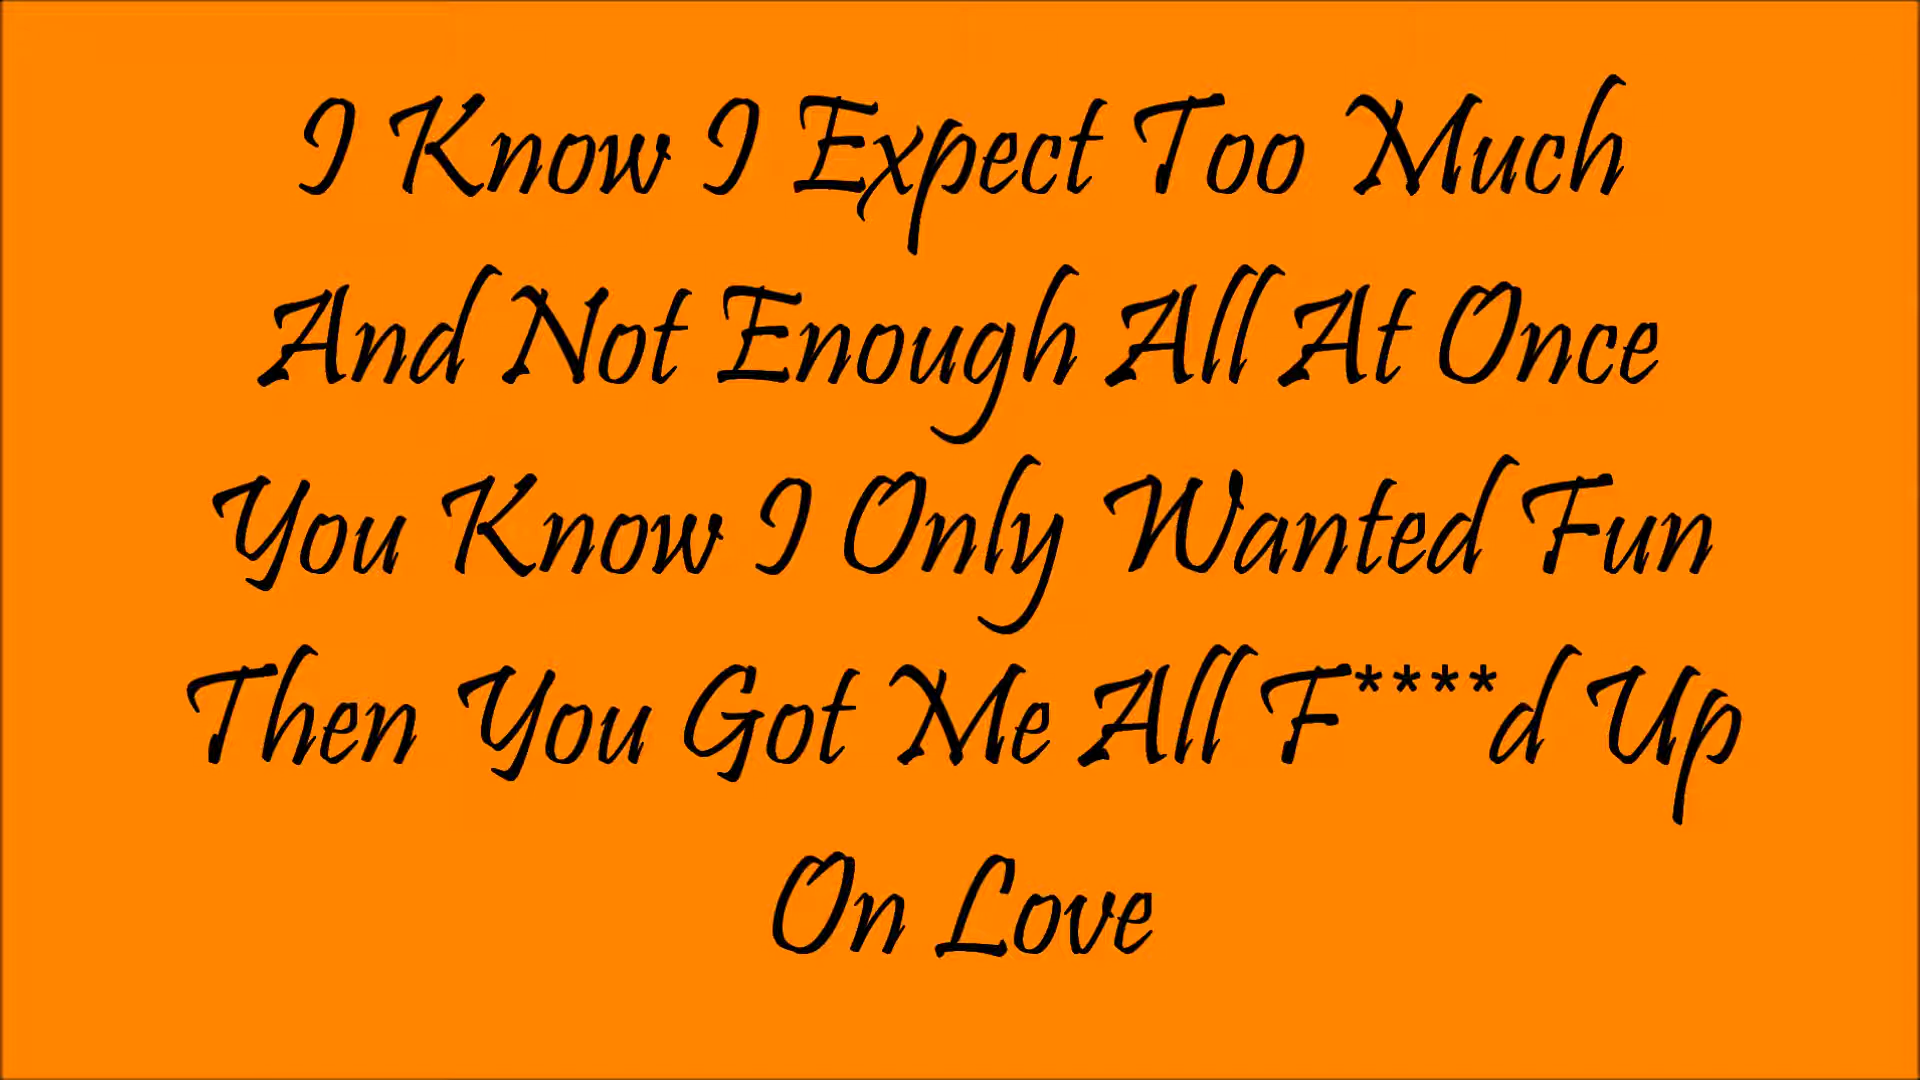 I Know I Expect Too Much
And Not Enough All At Once
You Know I Only Wanted Fun
Then You Got Me All F****d Up
On Love